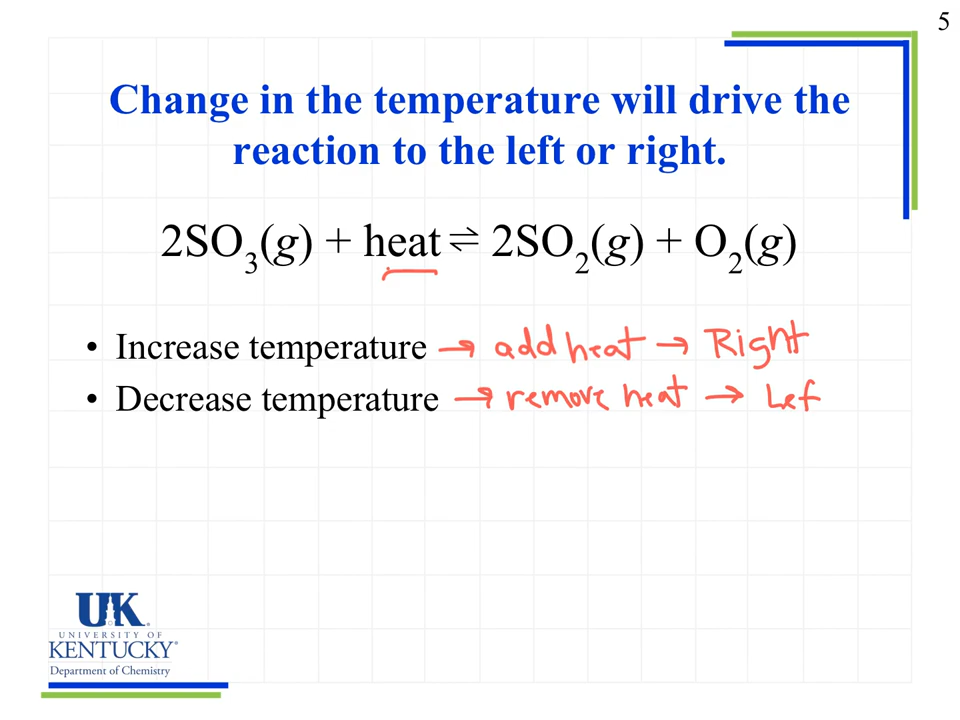 5
Change in the temperature will drive the
reaction to the left or right.
2SO₃(g) + heat ⇌ 2SO₂(g) + O₂(g)
• Increase temperature → add heat → Right
• Decrease temperature → remove heat → Lef
UK
UNIVERSITY OF
KENTUCKY®
Department of Chemistry